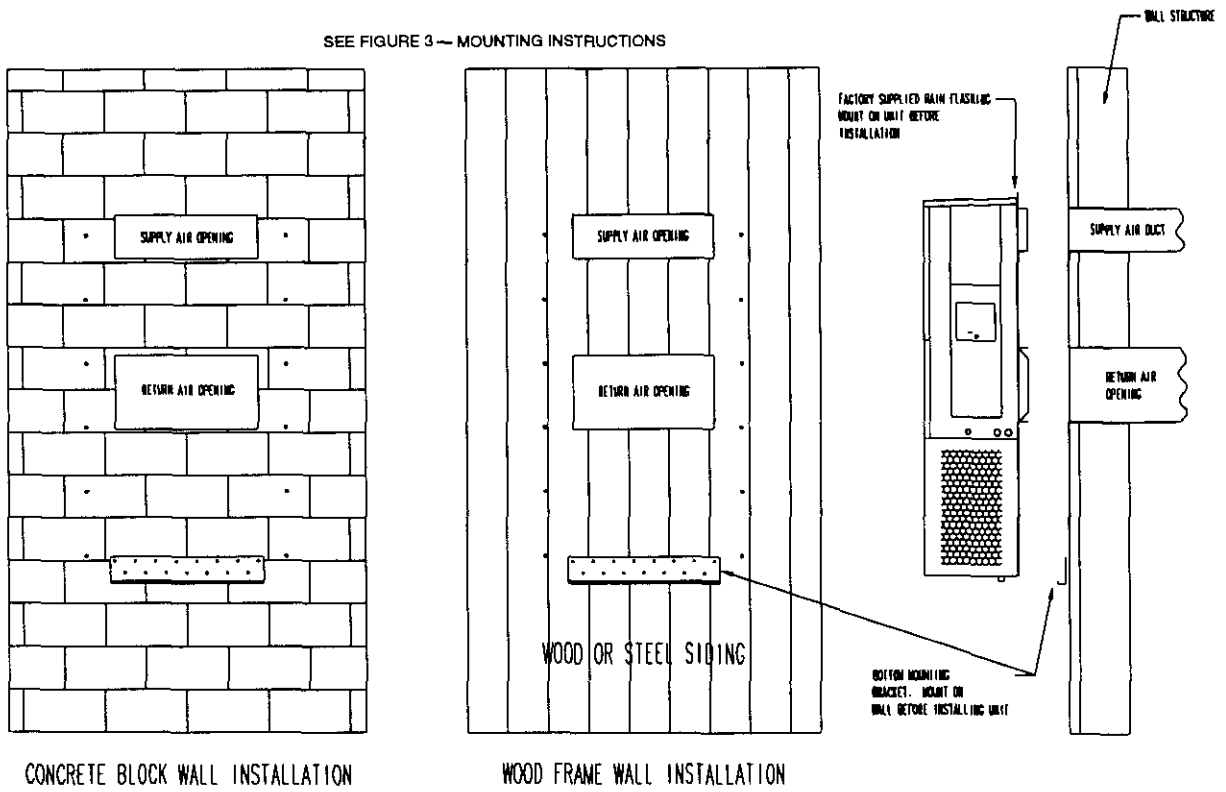 SEE FIGURE 3 — MOUNTING INSTRUCTIONS
WALL STRUCTURE
FACTORY SUPPLIED RAIN FLASHING
MOUNT ON UNIT BEFORE
INSTALLATION
SUPPLY AIR OPENING
SUPPLY AIR OPENING
SUPPLY AIR DUCT
RETURN AIR OPENING
RETURN AIR OPENING
RETURN AIR
OPENING
WOOD OR STEEL SIDING
BOTTOM MOUNTING
BRACKET. MOUNT ON
WALL BEFORE INSTALLING UNIT
CONCRETE BLOCK WALL INSTALLATION
WOOD FRAME WALL INSTALLATION